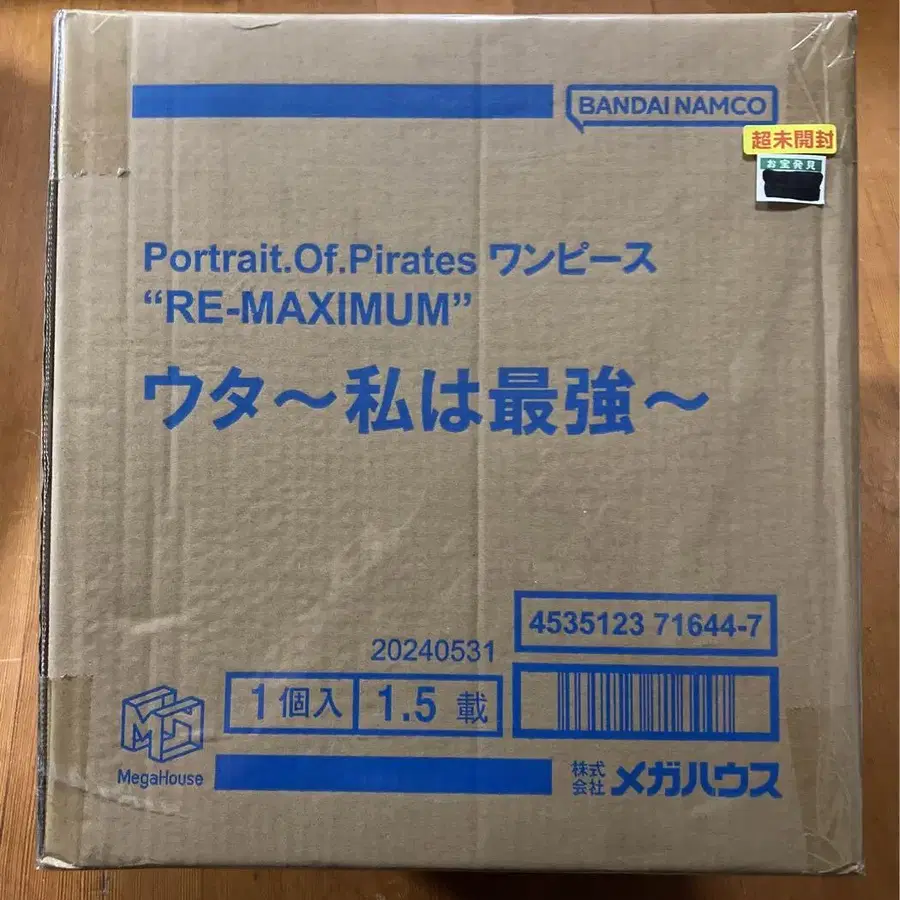 BANDAI NAMCO
超未開封
お宝発見
Portrait.Of.Pirates ワンピース
“RE-MAXIMUM”
ウタ～私は最強～
4535123 71644-7
20240531
1個入 1.5 載
MegaHouse
株式会社 メガハウス